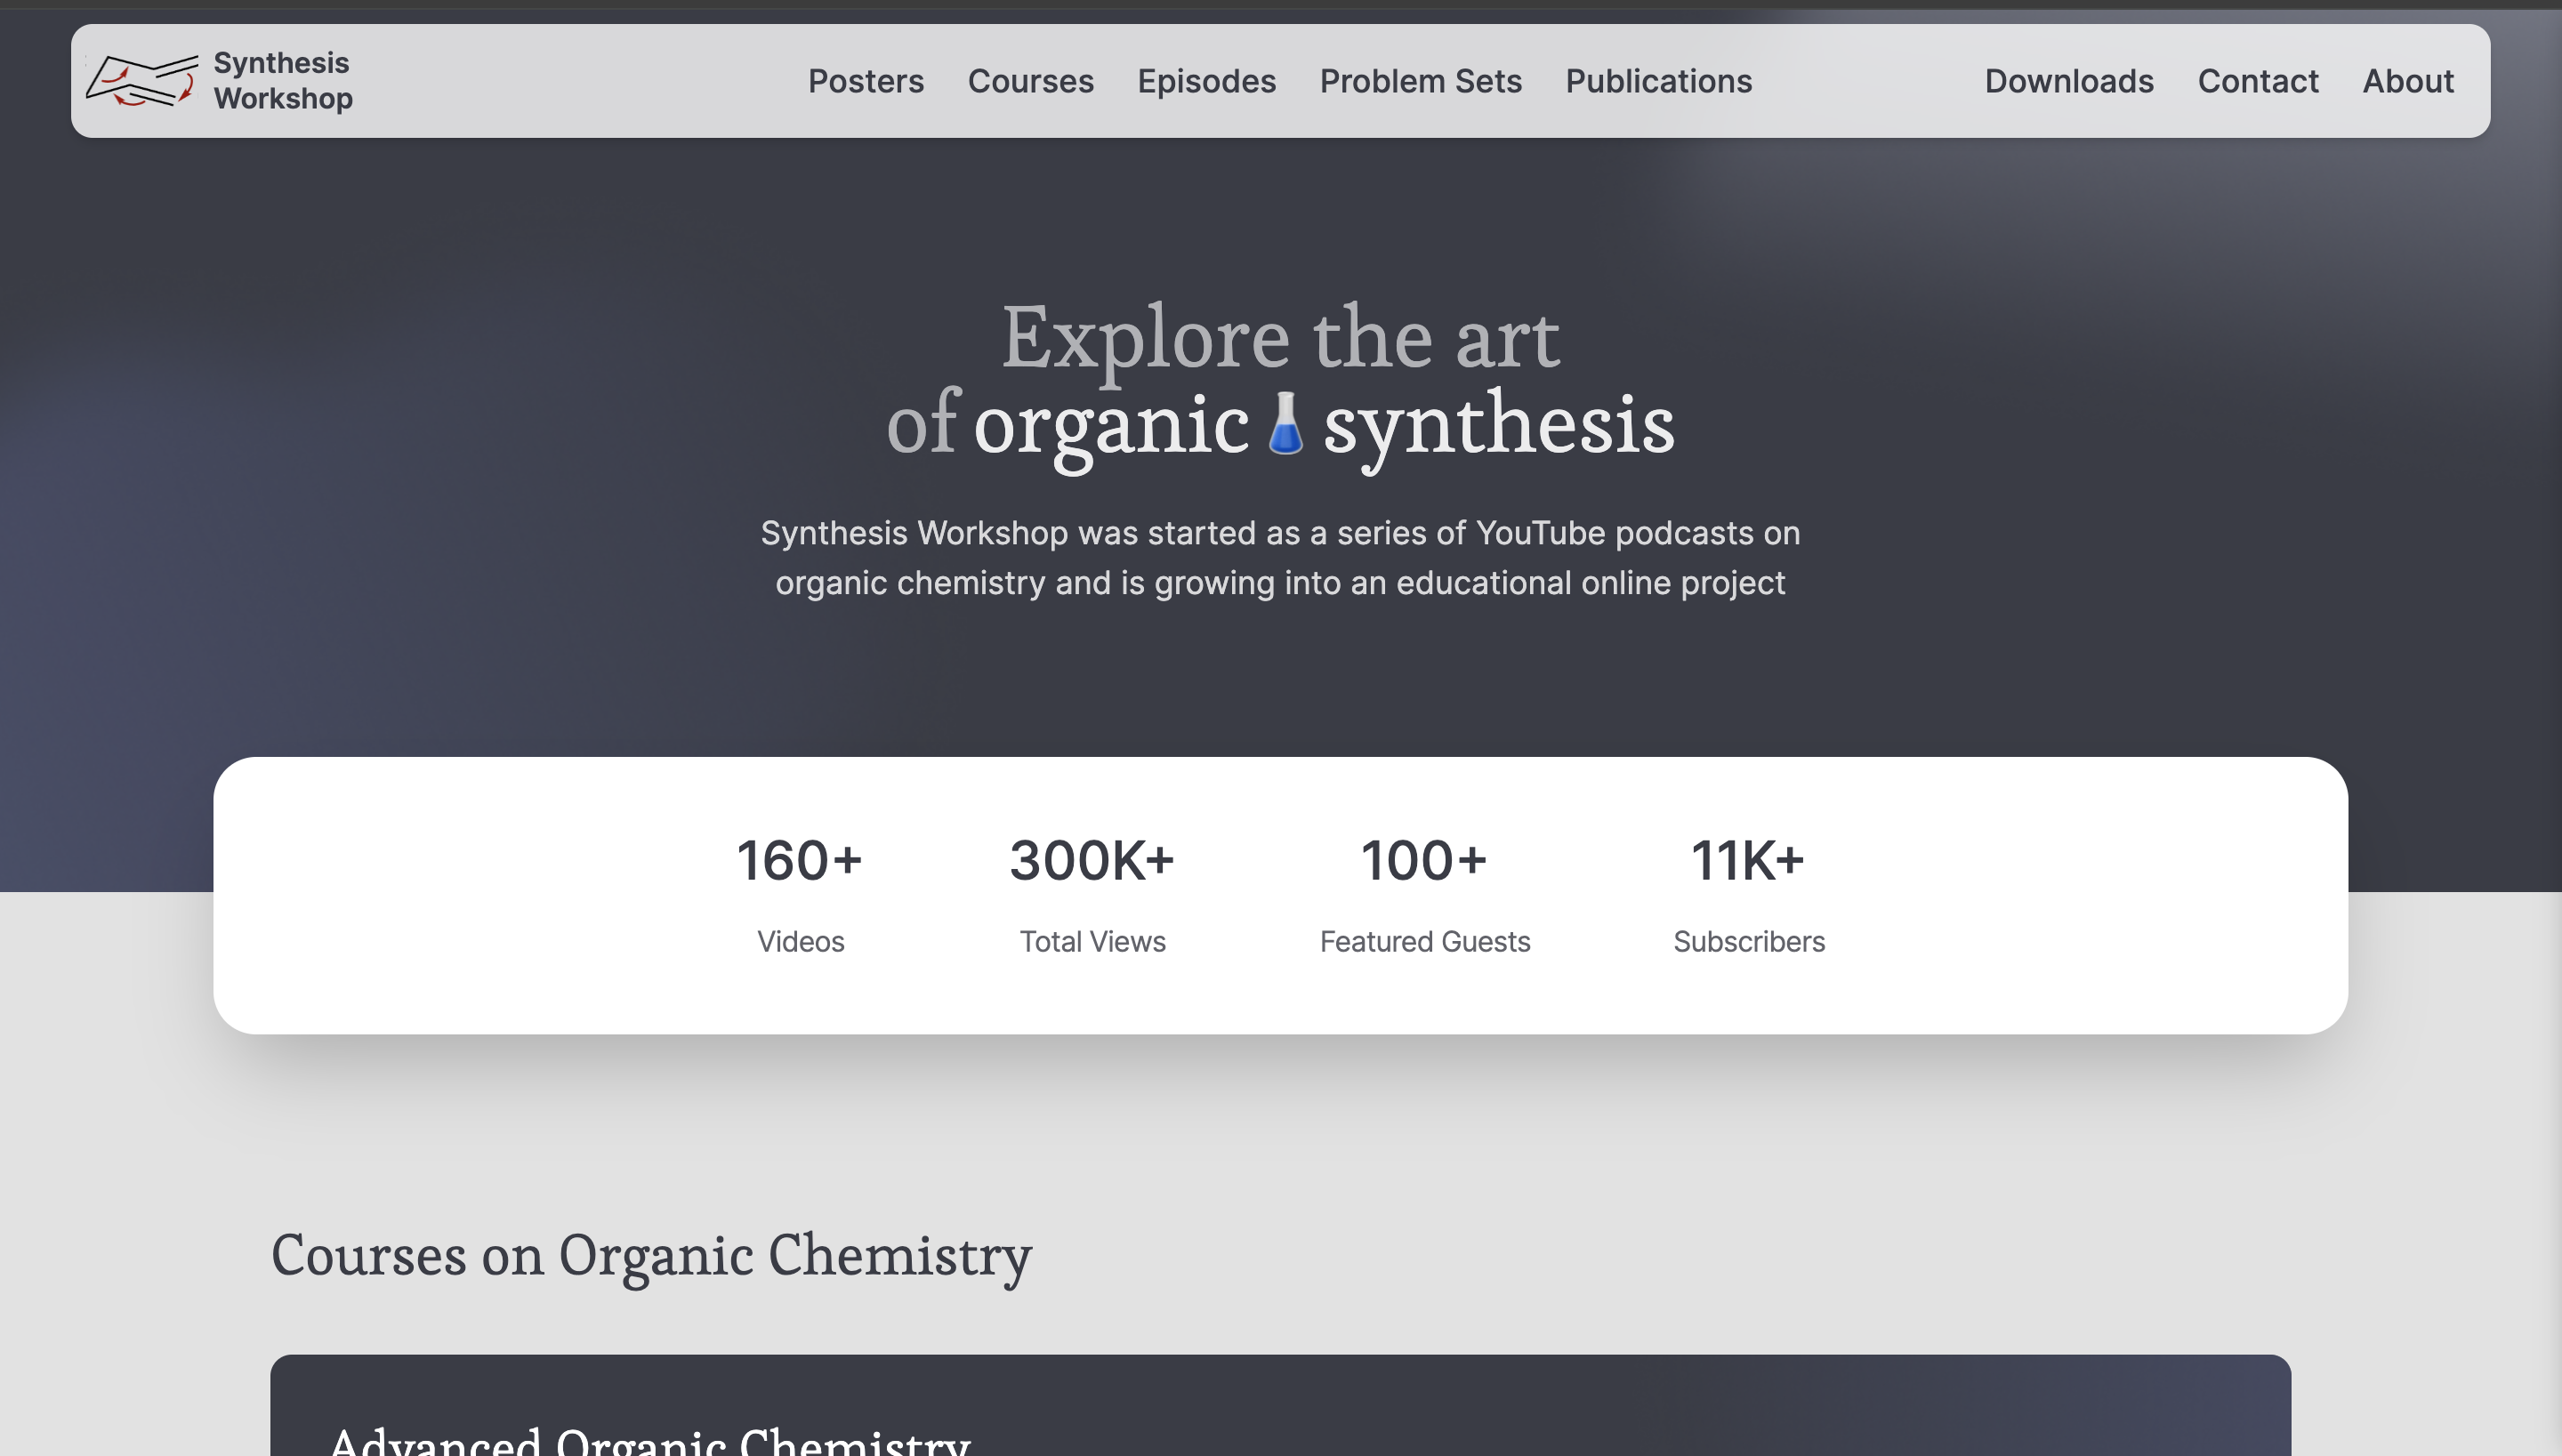 Synthesis
Workshop
Posters Courses Episodes Problem Sets Publications Downloads Contact About
Explore the art
of organic synthesis
Synthesis Workshop was started as a series of YouTube podcasts on
organic chemistry and is growing into an educational online project
160+ 300K+ 100+ 11K+
Videos Total Views Featured Guests Subscribers
Courses on Organic Chemistry
Advanced Organic Chemistry